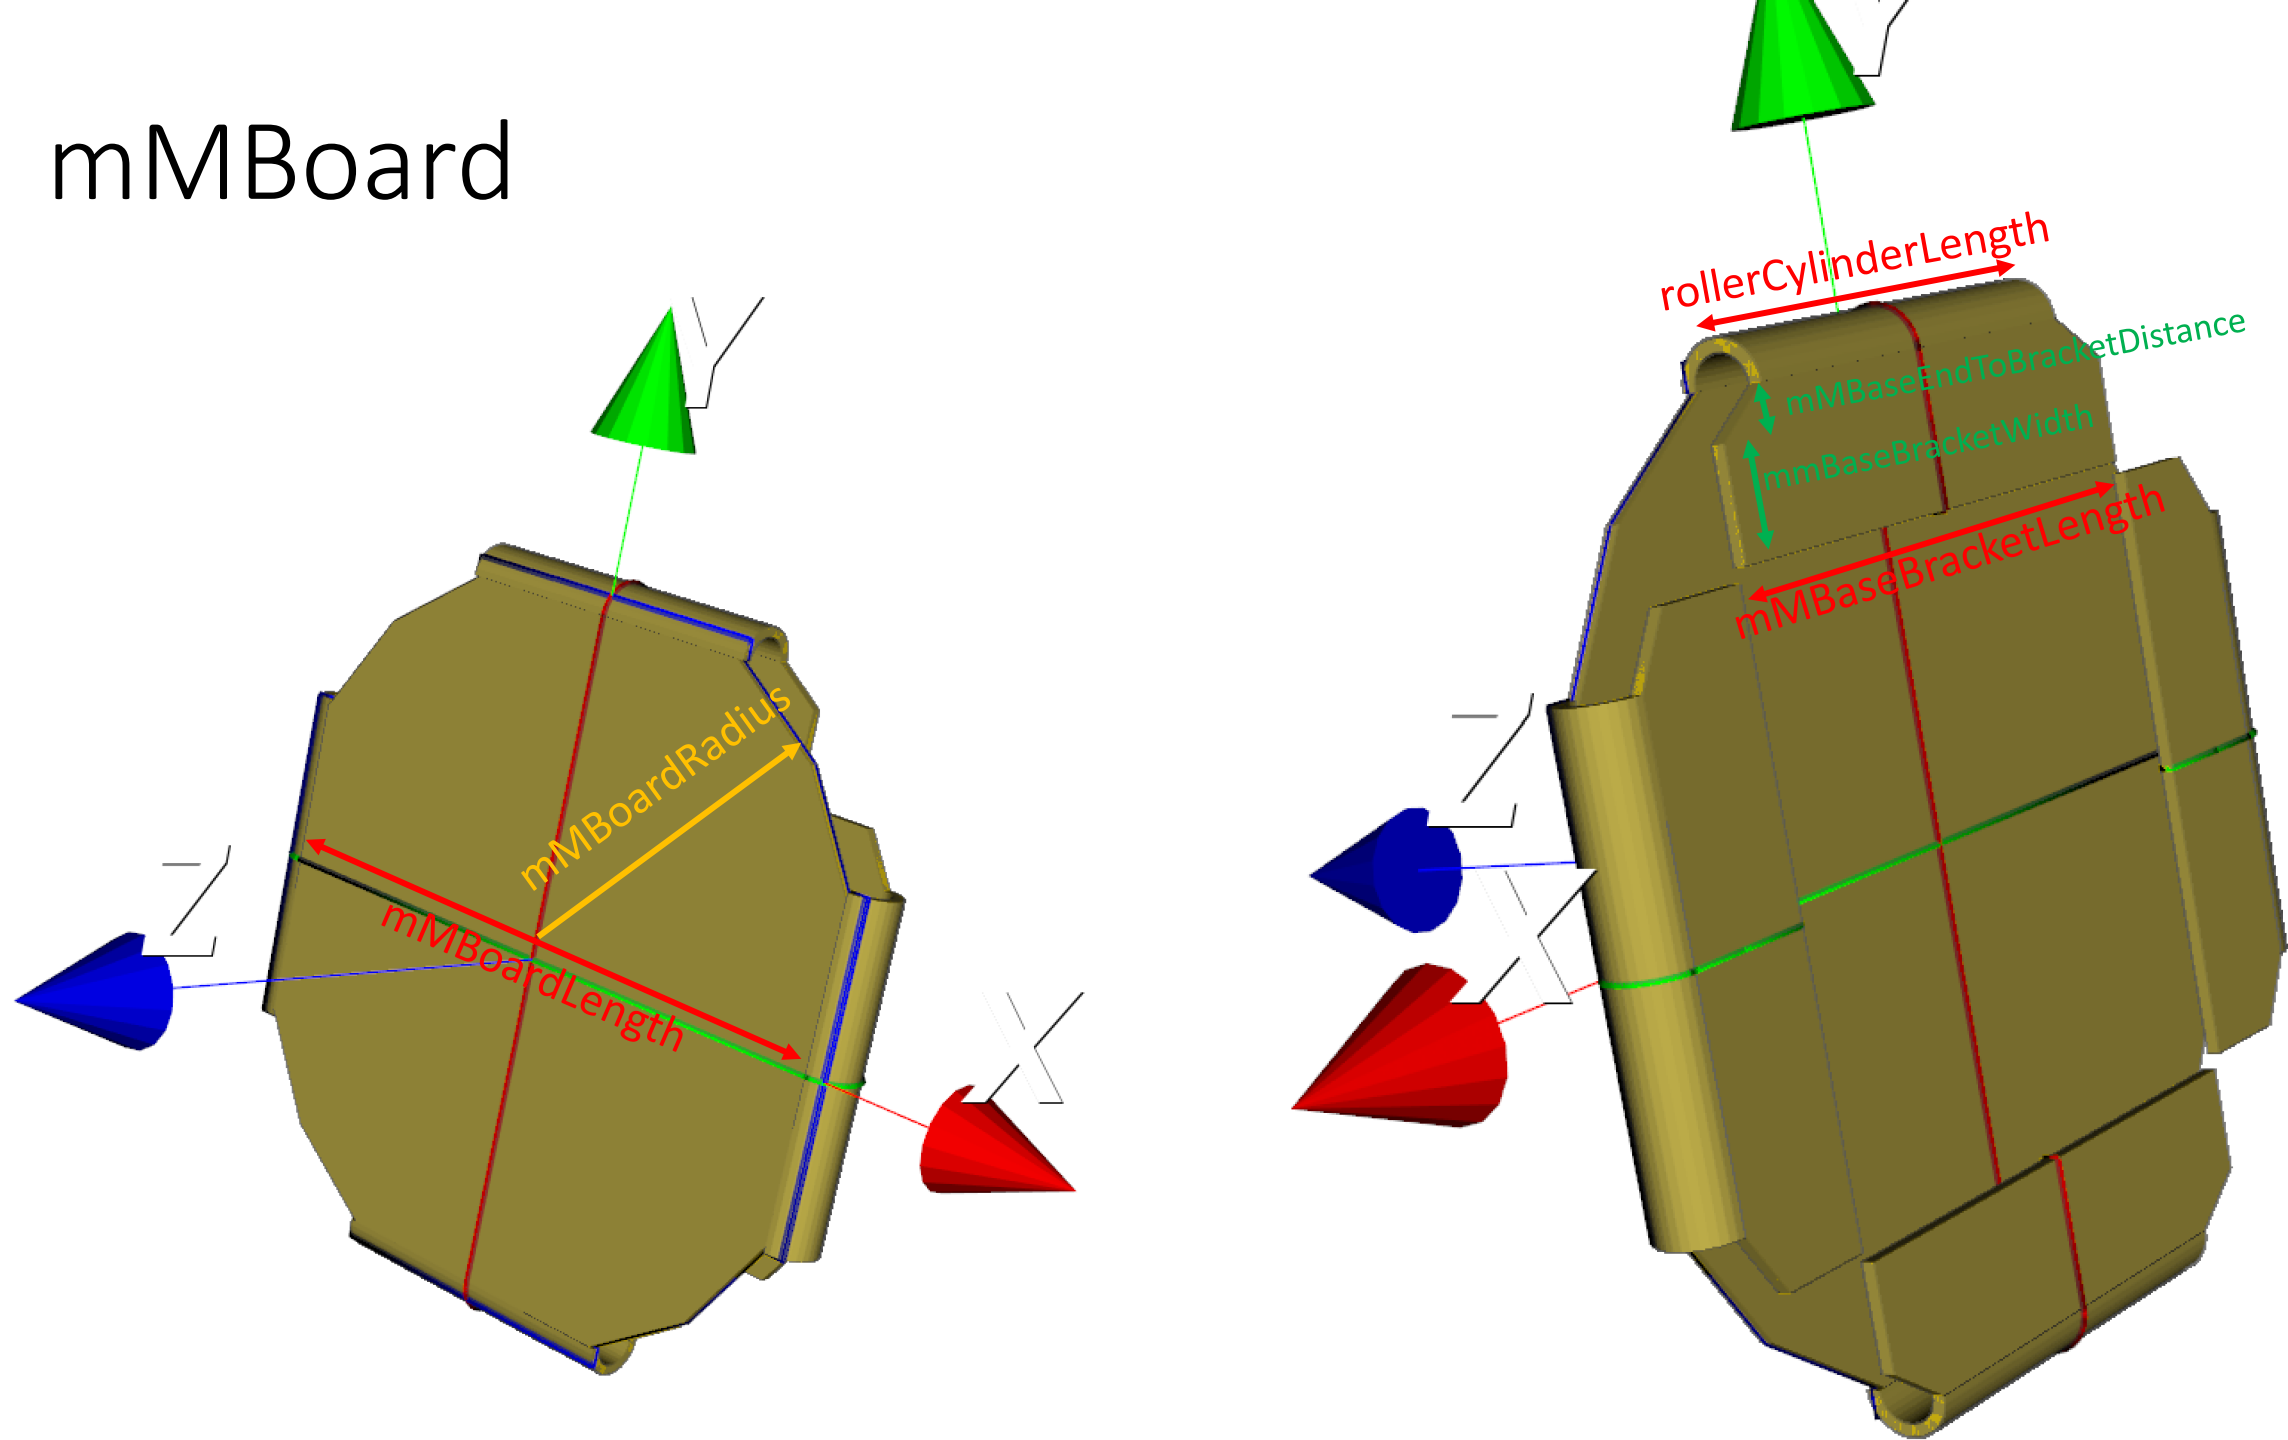 mMBoard
Y
Z
X
mMBoardRadius
mMBoardLength
Y
rollerCylinderLength
mMBaseEndToBracketDistance
mmBaseBracketWidth
mMBaseBracketLength
Z
X